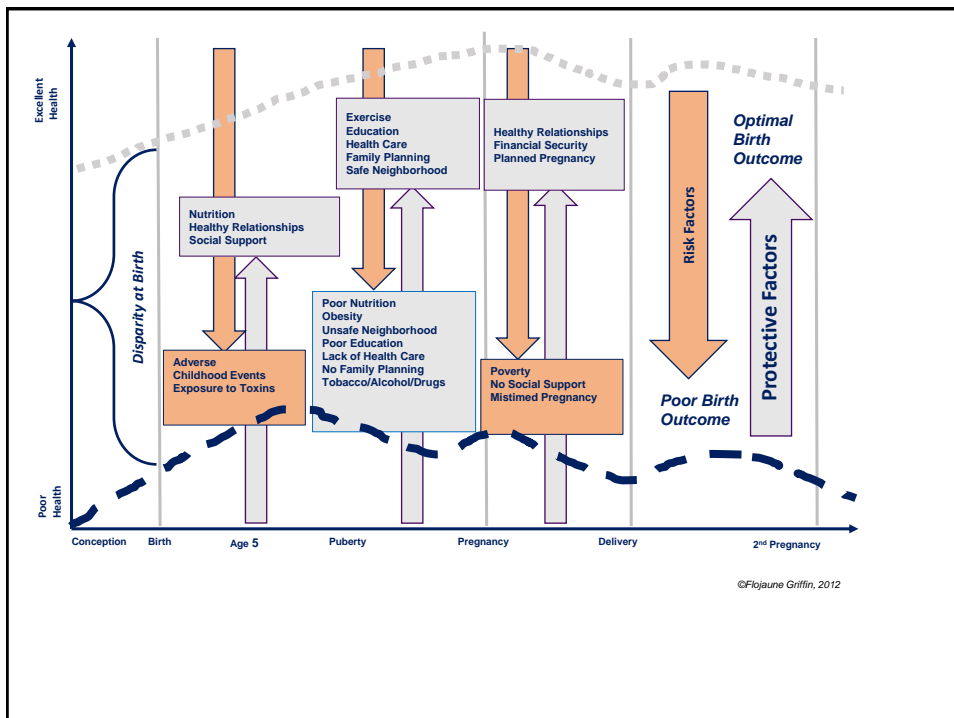 Excellent
Health
Poor
Health
Disparity at Birth
Nutrition
Healthy Relationships
Social Support
Adverse
Childhood Events
Exposure to Toxins
Exercise
Education
Health Care
Family Planning
Safe Neighborhood
Poor Nutrition
Obesity
Unsafe Neighborhood
Poor Education
Lack of Health Care
No Family Planning
Tobacco/Alcohol/Drugs
Healthy Relationships
Financial Security
Planned Pregnancy
Poverty
No Social Support
Mistimed Pregnancy
Risk Factors
Poor Birth
Outcome
Optimal
Birth
Outcome
Protective Factors
Conception
Birth
Age 5
Puberty
Pregnancy
Delivery
2nd Pregnancy
©Flojaune Griffin, 2012